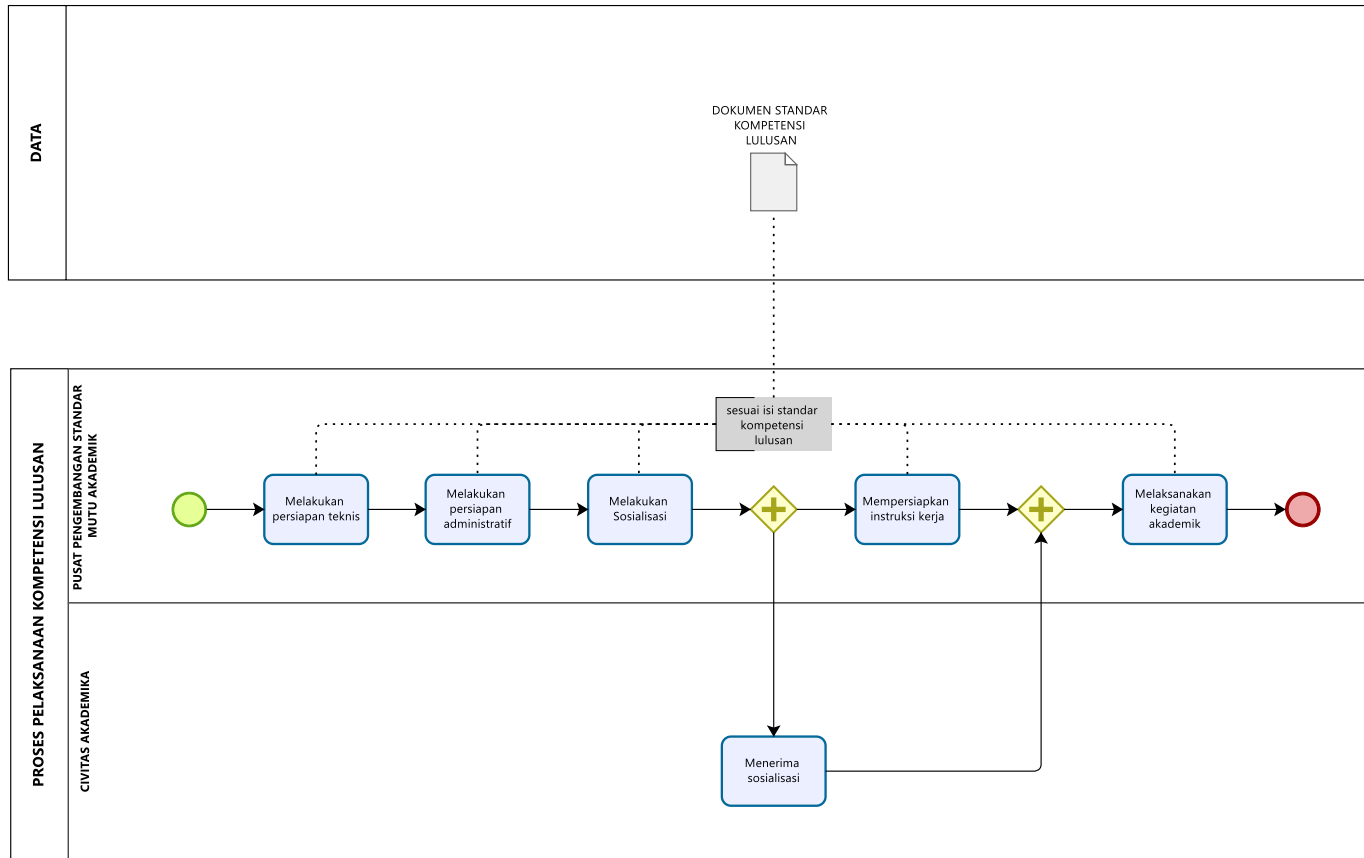 DATA
DOKUMEN STANDAR
KOMPETENSI
LULUSAN
PROSES PELAKSANAAN KOMPETENSI LULUSAN
PUSAT PENGEMBANGAN STANDAR
MUTU AKADEMIK
sesuai isi standar
kompetensi
lulusan
Melakukan
persiapan teknis
Melakukan
persiapan
administratif
Melakukan
Sosialisasi
Mempersiapkan
instruksi kerja
Melaksanakan
kegiatan
akademik
CIVITAS AKADEMIKA
Menerima
sosialisasi